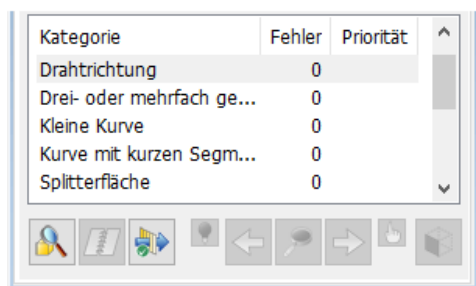 Kategorie Fehler Priorität
Drahtrichtung 0
Drei- oder mehrfach ge... 0
Kleine Kurve 0
Kurve mit kurzen Segm... 0
Splitterfläche 0